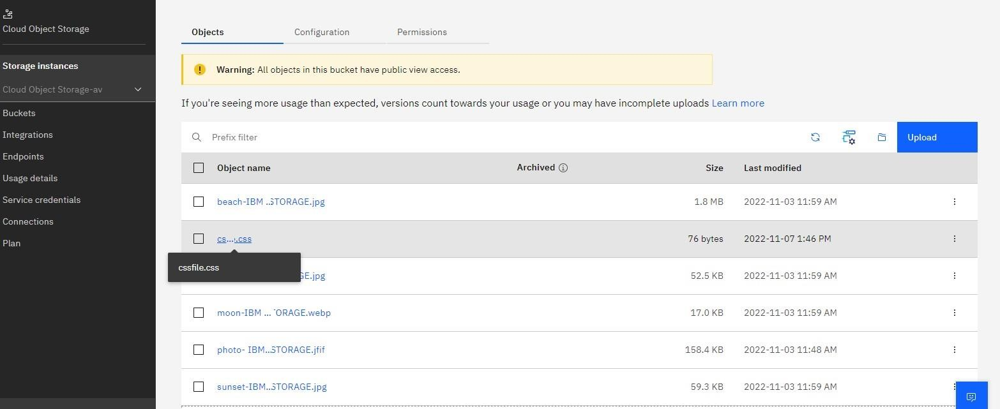 Cloud Object Storage
Storage instances
Cloud Object Storage-av
Buckets
Integrations
Endpoints
Usage details
Service credentials
Connections
Plan
Objects Configuration Permissions
Warning: All objects in this bucket have public view access.
If you're seeing more usage than expected, versions count towards your usage or you may have incomplete uploads Learn more
Prefix filter Upload
Object name Archived Size Last modified
beach-IBM ...STORAGE.jpg 1.8 MB 2022-11-03 11:59 AM
cs....css 76 bytes 2022-11-07 1:46 PM
cssfile.css
GE.jpg 52.5 KB 2022-11-03 11:59 AM
moon-IBM ...TORAGE.webp 17.0 KB 2022-11-03 11:59 AM
photo- IBM...STORAGE.jfif 158.4 KB 2022-11-03 11:48 AM
sunset-IBM...STORAGE.jpg 59.3 KB 2022-11-03 11:59 AM